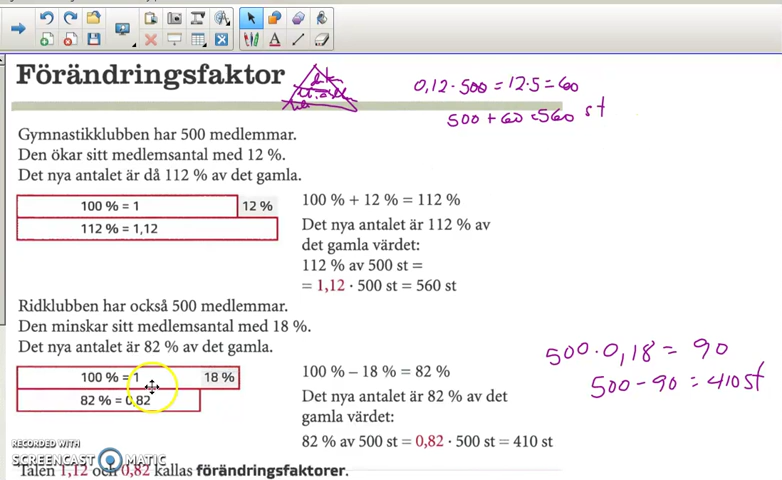 Förändringsfaktor
0,12·500=12·5=60
500+60=560 st
Gymnastikklubben har 500 medlemmar.
Den ökar sitt medlemsantal med 12 %.
Det nya antalet är då 112 % av det gamla.
100 % = 1
12 %
112 % = 1,12
100 % + 12 % = 112 %
Det nya antalet är 112 % av
det gamla värdet:
112 % av 500 st =
= 1,12 · 500 st = 560 st
Ridklubben har också 500 medlemmar.
Den minskar sitt medlemsantal med 18 %.
Det nya antalet är 82 % av det gamla.
100 % = 1
18 %
82 % = 0,82
100 % – 18 % = 82 %
Det nya antalet är 82 % av det
gamla värdet:
82 % av 500 st = 0,82 · 500 st = 410 st
500·0,18 = 90
500-90=410 st
RECORDED WITH
SCREENCAST MATIC
Talen 1,12 och 0,82 kallas förändringsfaktorer.